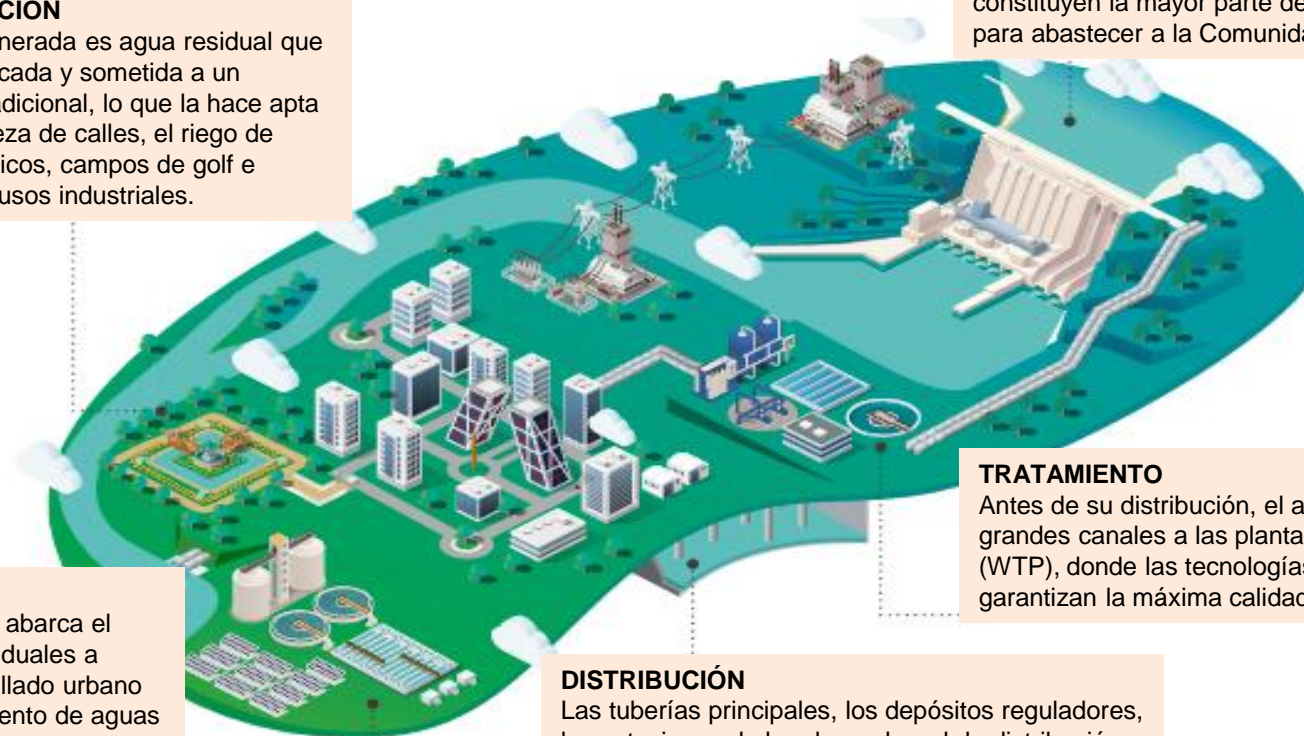 CIÓN
nerada es agua residual que
cada y sometida a un
adicional, lo que la hace apta
eza de calles, el riego de
icos, campos de golf e
usos industriales.
constituyen la mayor parte de
para abastecer a la Comunida
TRATAMIENTO
Antes de su distribución, el a
grandes canales a las planta
(WTP), donde las tecnologías
garantizan la máxima calidad
abarca el
duales a
llado urbano
ento de aguas
DISTRIBUCIÓN
Las tuberías principales, los depósitos reguladores,